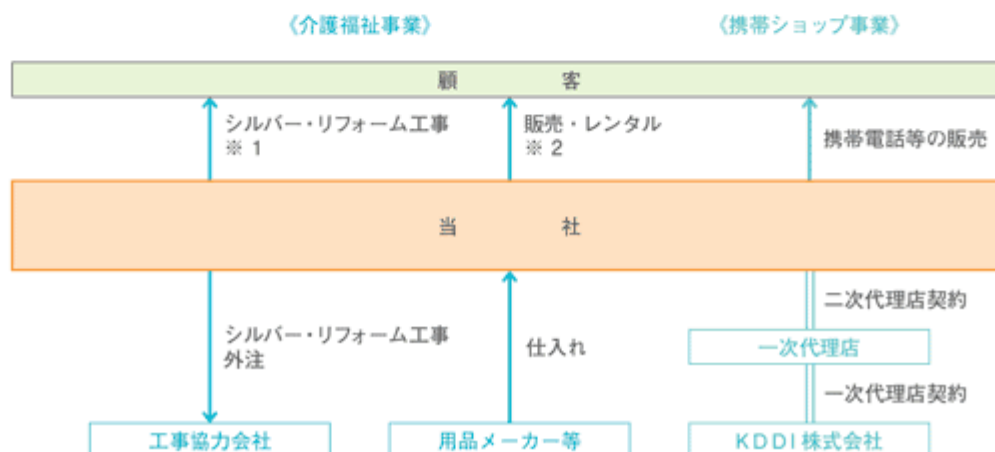 《介護福祉事業》
《携帯ショップ事業》
顧 客
シルバー・リフォーム工事
※1
販売・レンタル
※2
携帯電話等の販売
当 社
シルバー・リフォーム工事
外注
仕入れ
二次代理店契約
一次代理店
一次代理店契約
工事協力会社
用品メーカー等
KDDI株式会社